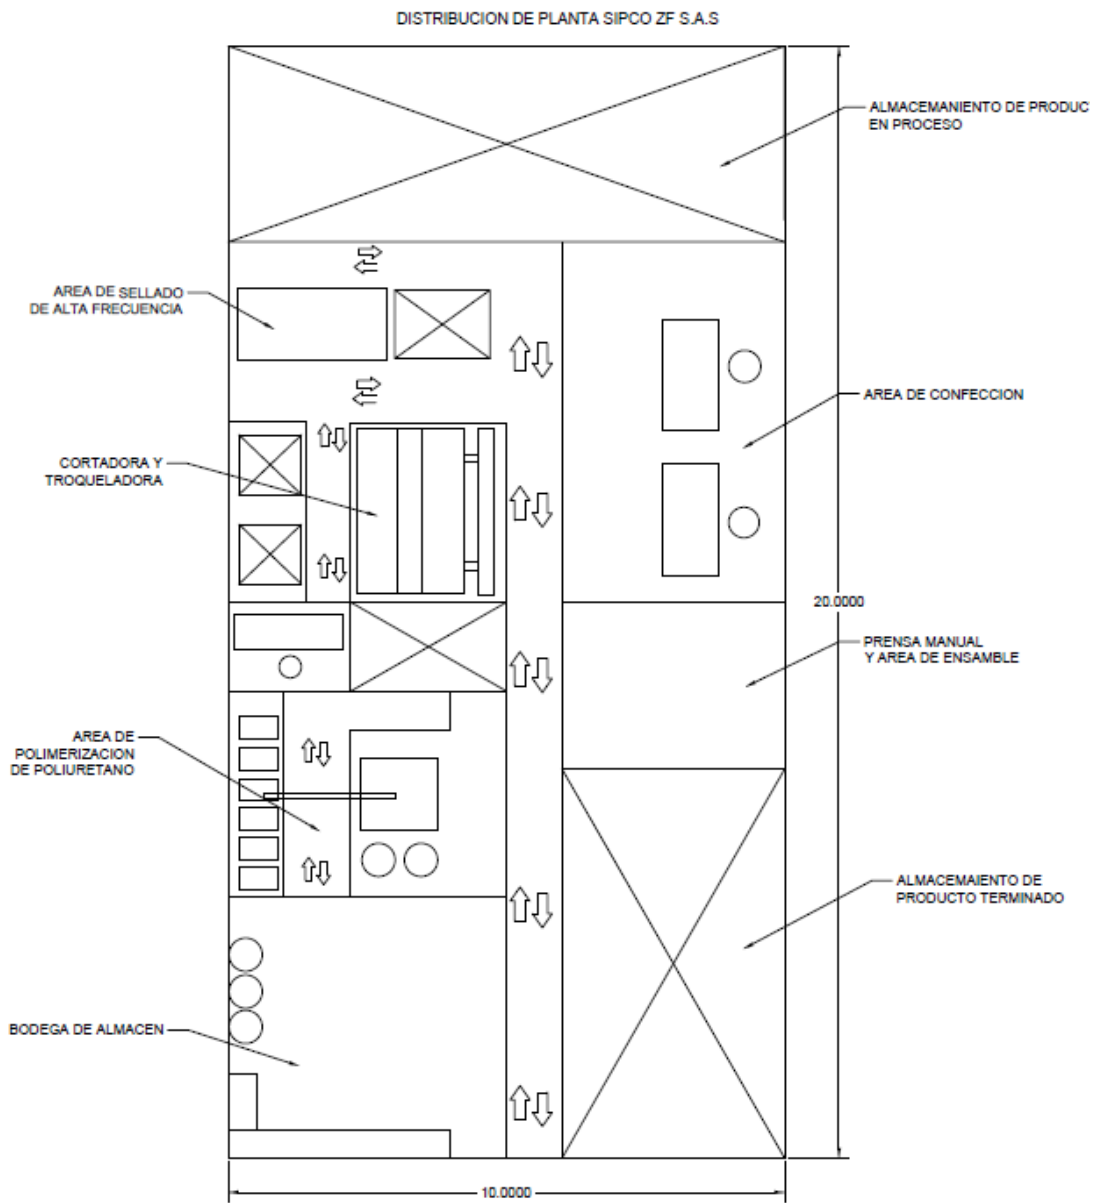 DISTRIBUCION DE PLANTA SIPCO ZF S.A.S
ALMACEMANIENTO DE PRODUC
EN PROCESO
AREA DE SELLADO
DE ALTA FRECUENCIA
AREA DE CONFECCION
CORTADORA Y
TROQUELADORA
20.0000
PRENSA MANUAL
Y AREA DE ENSAMBLE
AREA DE
POLIMERIZACION
DE POLIURETANO
ALMACEMAIENTO DE
PRODUCTO TERMINADO
BODEGA DE ALMACEN
10.0000